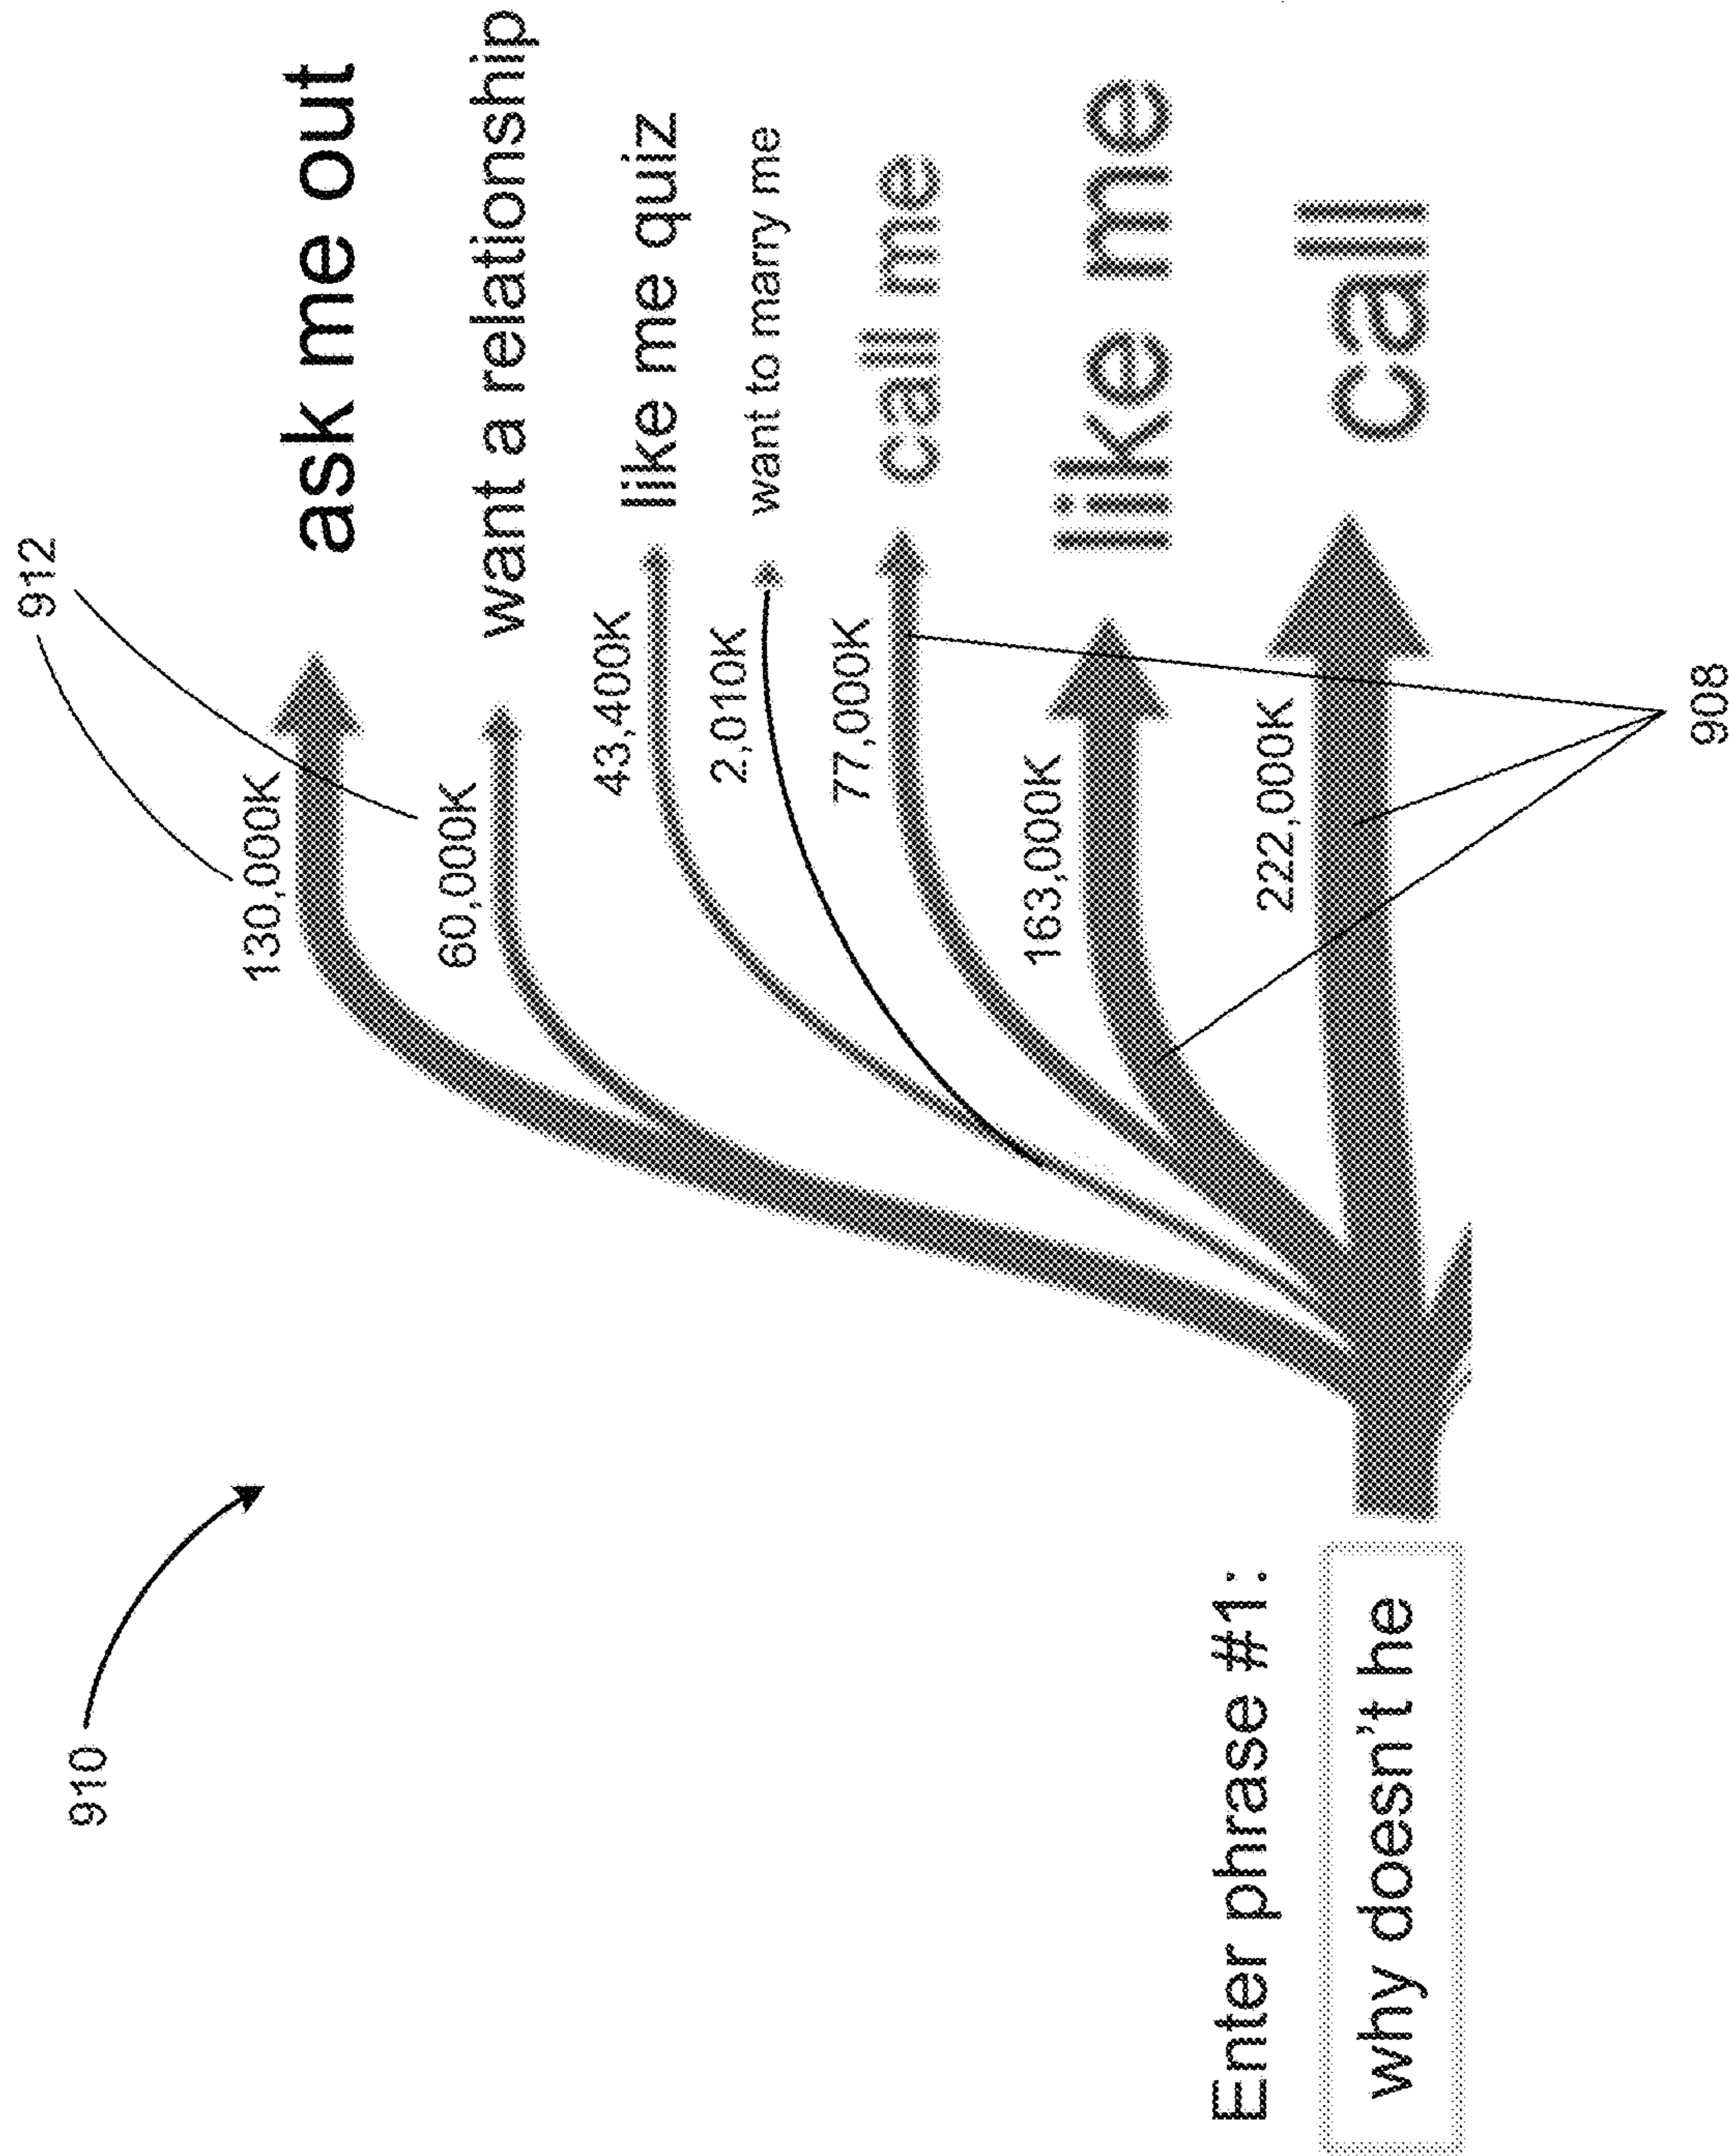 910
912
130,000K
ask me out
60,000K
want a relationship
43,400K
like me quiz
2,010K
want to marry me
77,000K
call me
163,000K
like me
222,000K
call
Enter phrase #1:
why doesn't he
908